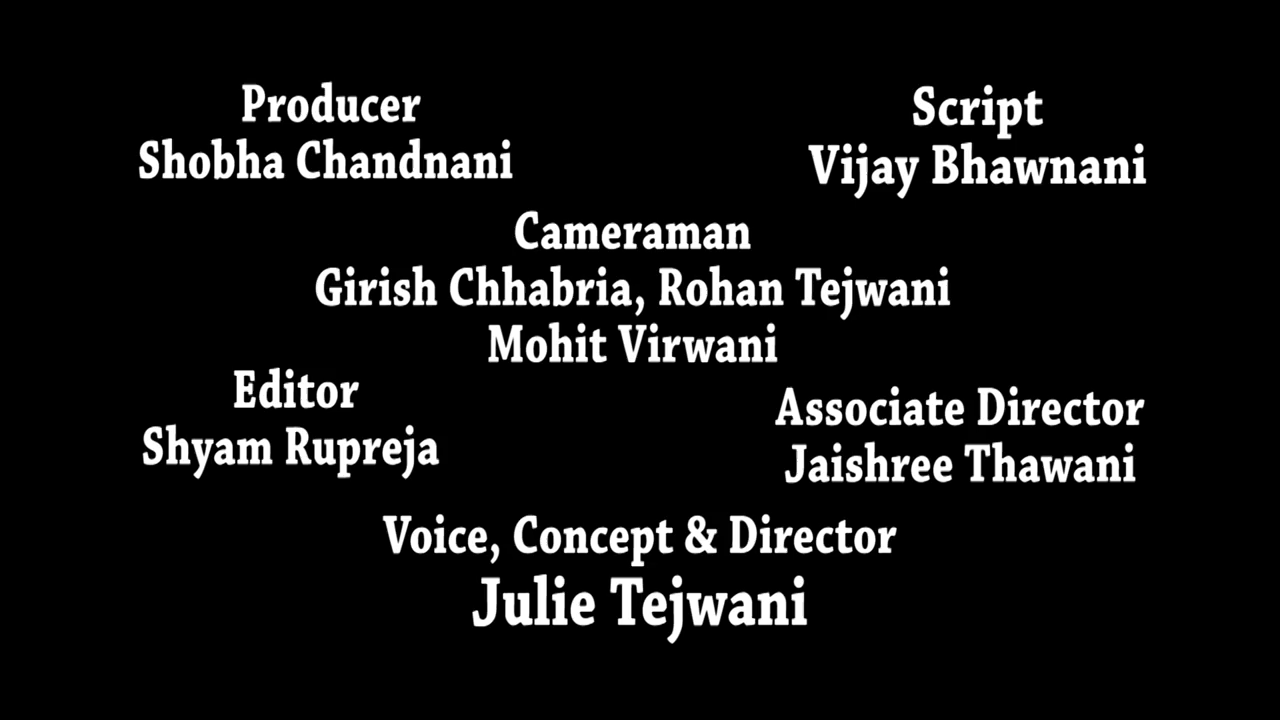 Producer
Shobha Chandnani
Script
Vijay Bhawnani
Cameraman
Girish Chhabria, Rohan Tejwani
Mohit Virwani
Editor
Shyam Rupreja
Associate Director
Jaishree Thawani
Voice, Concept & Director
Julie Tejwani